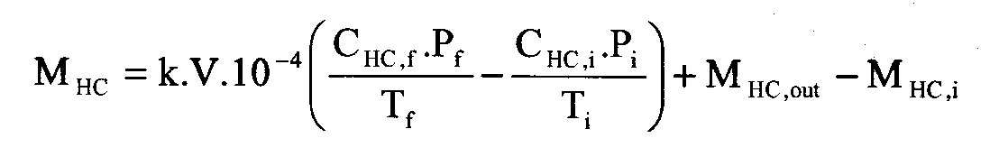 M_HC = k.V.10^-4 ( C_HC,f.P_f / T_f − C_HC,i.P_i / T_i ) + M_HC,out − M_HC,i